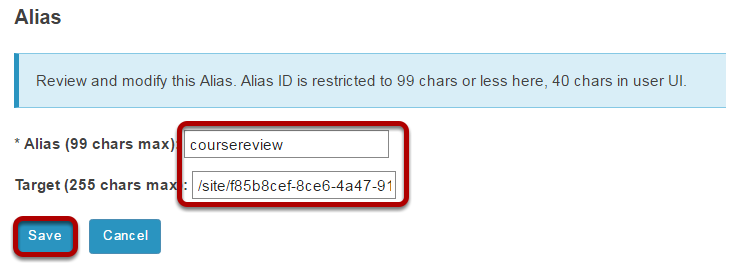 Alias
Review and modify this Alias. Alias ID is restricted to 99 chars or less here, 40 chars in user UI.
* Alias (99 chars max): coursereview
Target (255 chars max): /site/f85b8cef-8ce6-4a47-91
Save Cancel